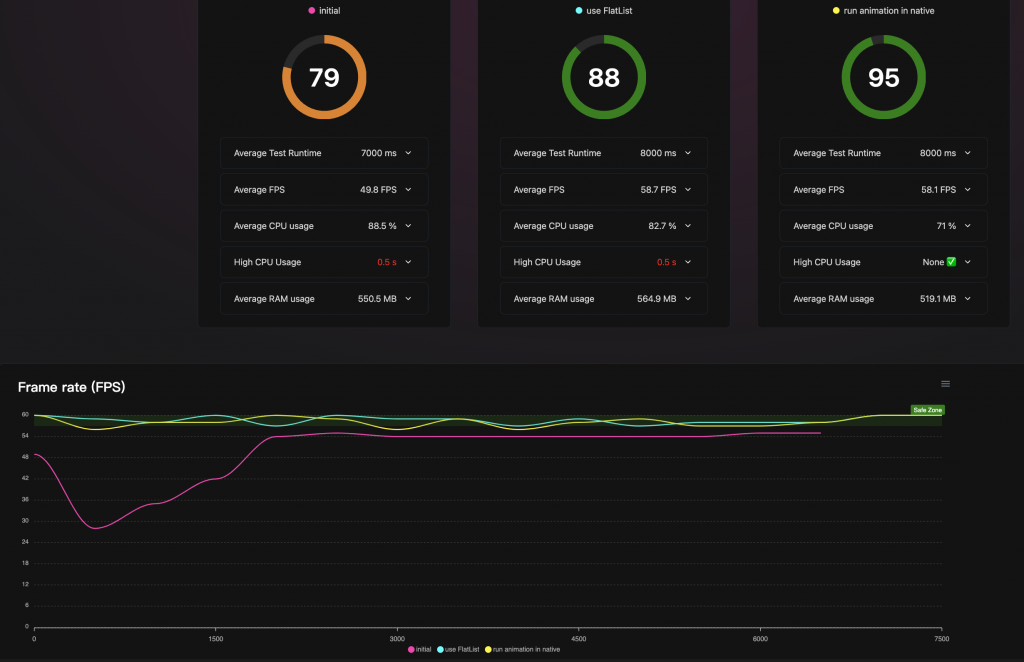 initial
use FlatList
run animation in native
79
88
95
Average Test Runtime 7000 ms
Average FPS 49.8 FPS
Average CPU usage 88.5 %
High CPU Usage 0.5 s
Average RAM usage 550.5 MB
Average Test Runtime 8000 ms
Average FPS 58.7 FPS
Average CPU usage 82.7 %
High CPU Usage 0.5 s
Average RAM usage 564.9 MB
Average Test Runtime 8000 ms
Average FPS 58.1 FPS
Average CPU usage 71 %
High CPU Usage None ✅
Average RAM usage 519.1 MB
Frame rate (FPS)
Safe Zone
60
54
48
42
36
30
24
18
12
6
0
0 1500 3000 4500 6000 7500
initial use FlatList run animation in native